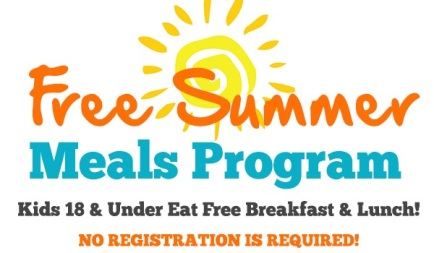 Free Summer
Meals Program
Kids 18 & Under Eat Free Breakfast & Lunch!
NO REGISTRATION IS REQUIRED!